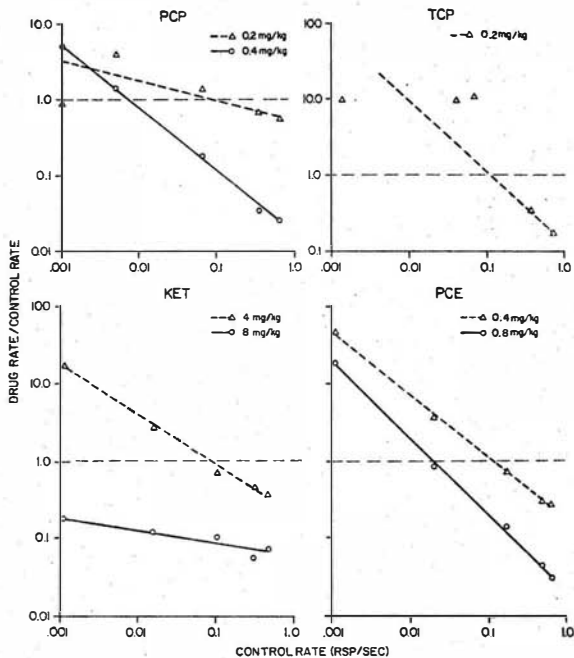 PCP
TCP
△ 0.2 mg/kg
○ 0.4 mg/kg
△ 0.2 mg/kg
10.0
1.0
0.1
0.01
100
10.0
1.0
0.1
.001
0.01
0.1
1.0
.001
0.01
0.1
1.0
KET
PCE
△ 4 mg/kg
○ 8 mg/kg
△ 0.4 mg/kg
○ 0.8 mg/kg
100
10.0
1.0
0.1
0.01
.001
0.01
0.1
1.0
.001
0.01
0.1
1.0
DRUG RATE/CONTROL RATE
CONTROL RATE (RSP/SEC)